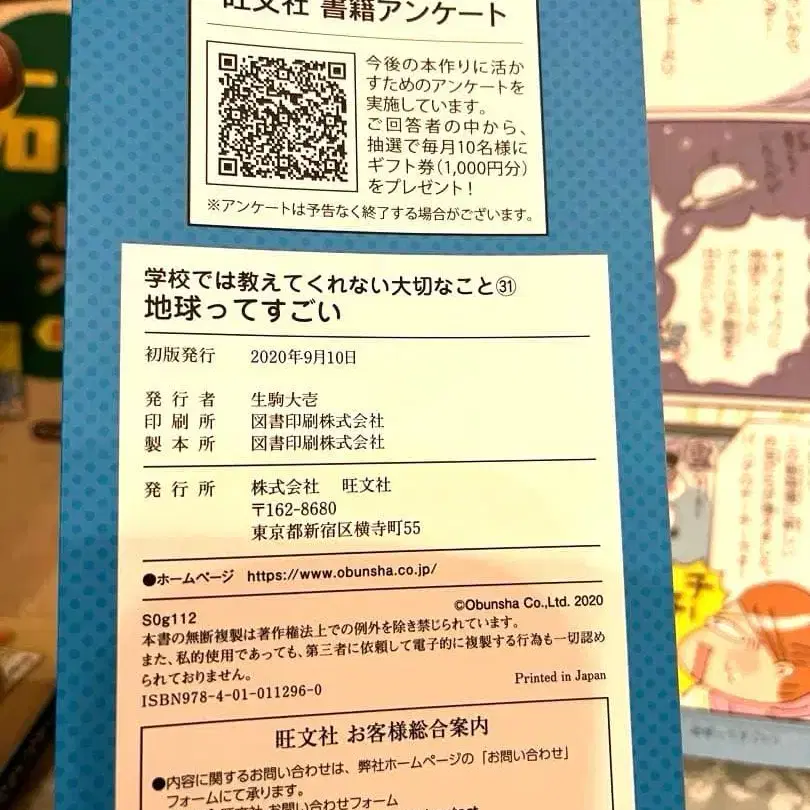 旺文社 書籍アンケート
今後の本作りに活か
すためのアンケートを
実施しています。
ご回答者の中から、
抽選で毎月10名様に
ギフト券(1,000円分)
をプレゼント!
※アンケートは予告なく終了する場合がございます。
学校では教えてくれない大切なこと㉛
地球ってすごい
初版発行 2020年9月10日
発行者 生駒大壱
印刷所 図書印刷株式会社
製本所 図書印刷株式会社
発行所 株式会社 旺文社
〒162-8680
東京都新宿区横寺町55
●ホームページ https://www.obunsha.co.jp/
S0g112 ©Obunsha Co.,Ltd. 2020
本書の無断複製は著作権法上での例外を除き禁じられています。
また、私的使用であっても、第三者に依頼して電子的に複製する行為も一切認め
られておりません。
ISBN978-4-01-011296-0 Printed in Japan
旺文社 お客様総合案内
●内容に関するお問い合わせは、弊社ホームページの「お問い合わせ」
フォームにて承ります。
お問い合わせフォーム